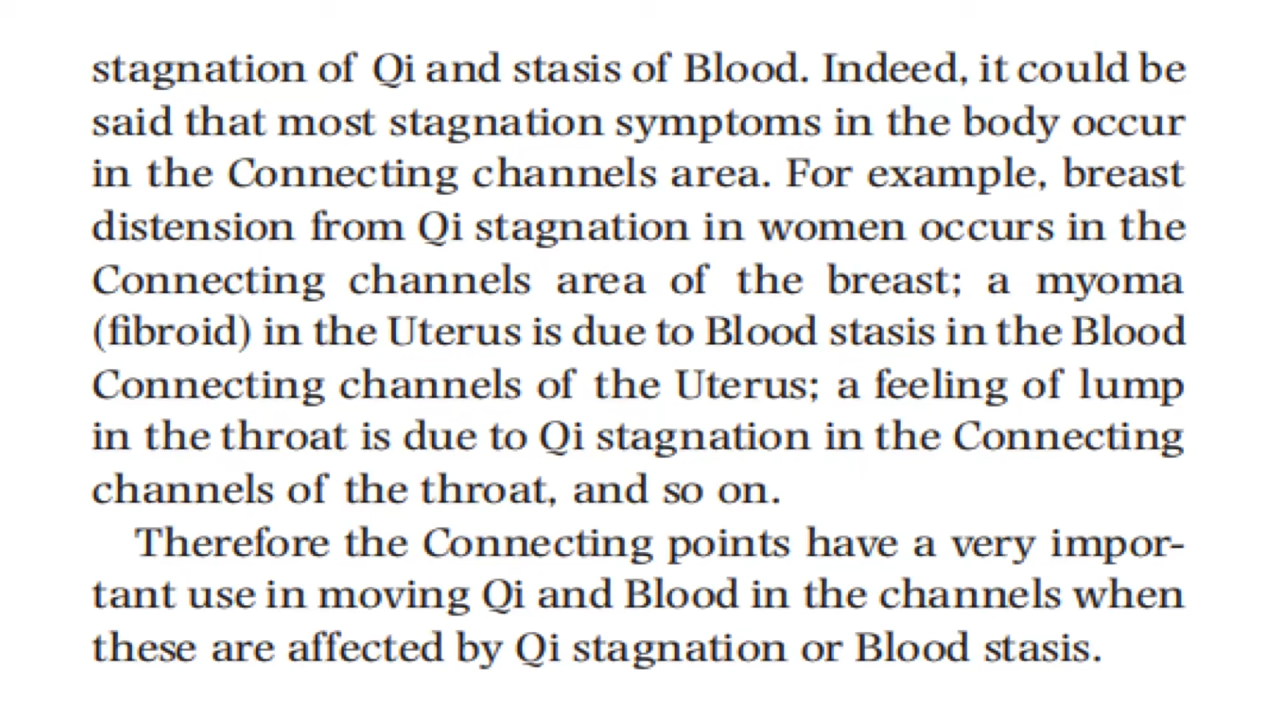 stagnation of Qi and stasis of Blood. Indeed, it could be
said that most stagnation symptoms in the body occur
in the Connecting channels area. For example, breast
distension from Qi stagnation in women occurs in the
Connecting channels area of the breast; a myoma
(fibroid) in the Uterus is due to Blood stasis in the Blood
Connecting channels of the Uterus; a feeling of lump
in the throat is due to Qi stagnation in the Connecting
channels of the throat, and so on.
Therefore the Connecting points have a very impor-
tant use in moving Qi and Blood in the channels when
these are affected by Qi stagnation or Blood stasis.